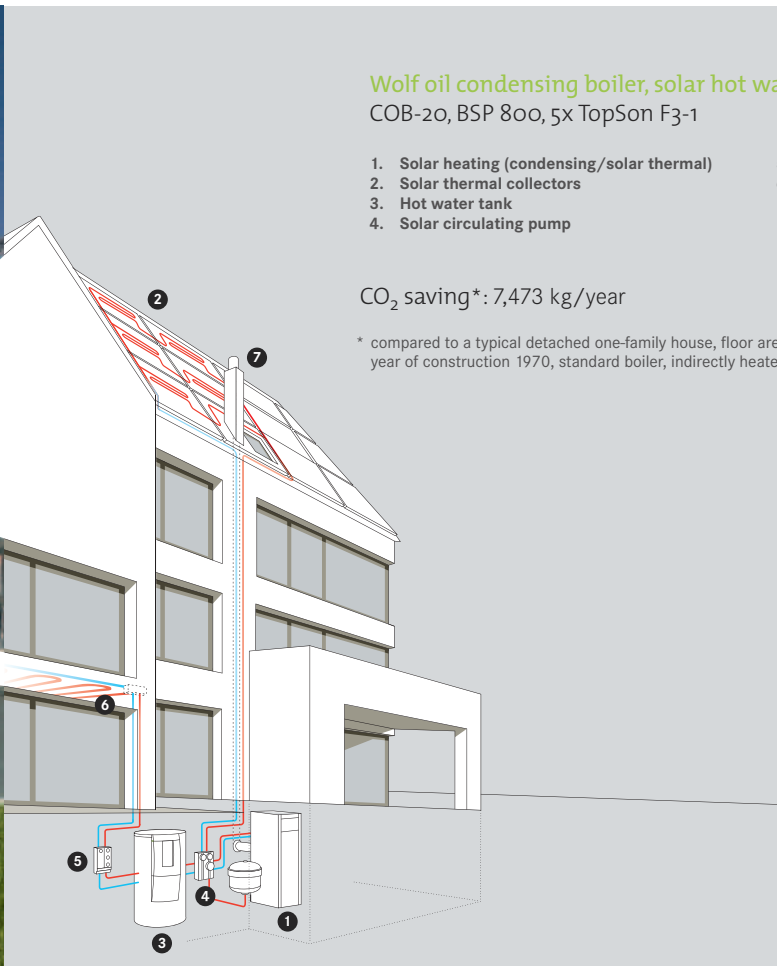 Wolf oil condensing boiler, solar hot
COB-20, BSP 800, 5x TopSon F3-1
1. Solar heating (condensing/solar thermal)
2. Solar thermal collectors
3. Hot water tank
4. Solar circulating pump
CO₂ saving*: 7,473 kg/year
* compared to a typical detached one-family house, floor
year of construction 1970, standard boiler, indirectly
2
7
6
5
4
3
1